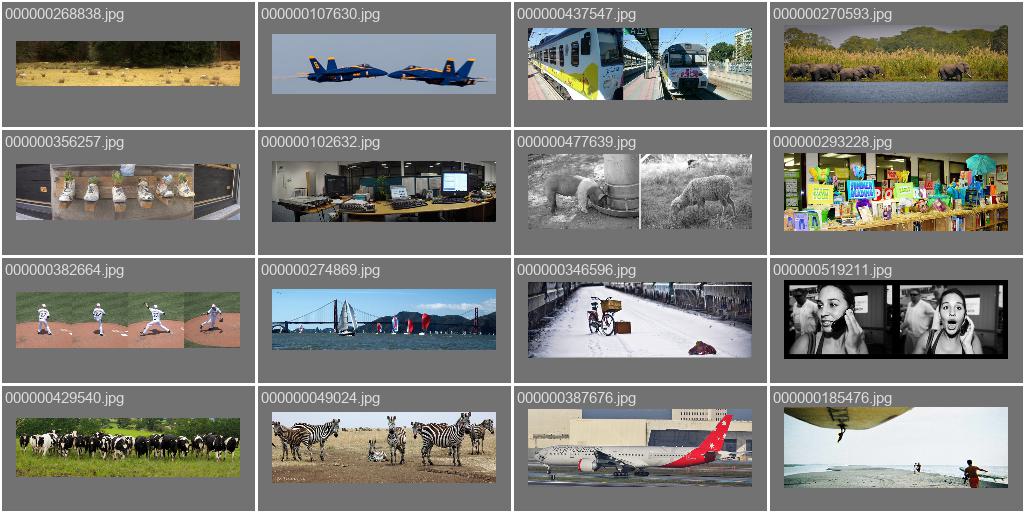 000000268838.jpg
000000107630.jpg
000000437547.jpg
000000270593.jpg
000000356257.jpg
000000102632.jpg
000000477639.jpg
000000293228.jpg
000000382664.jpg
000000274869.jpg
000000346596.jpg
000000519211.jpg
000000429540.jpg
000000049024.jpg
000000387676.jpg
000000185476.jpg